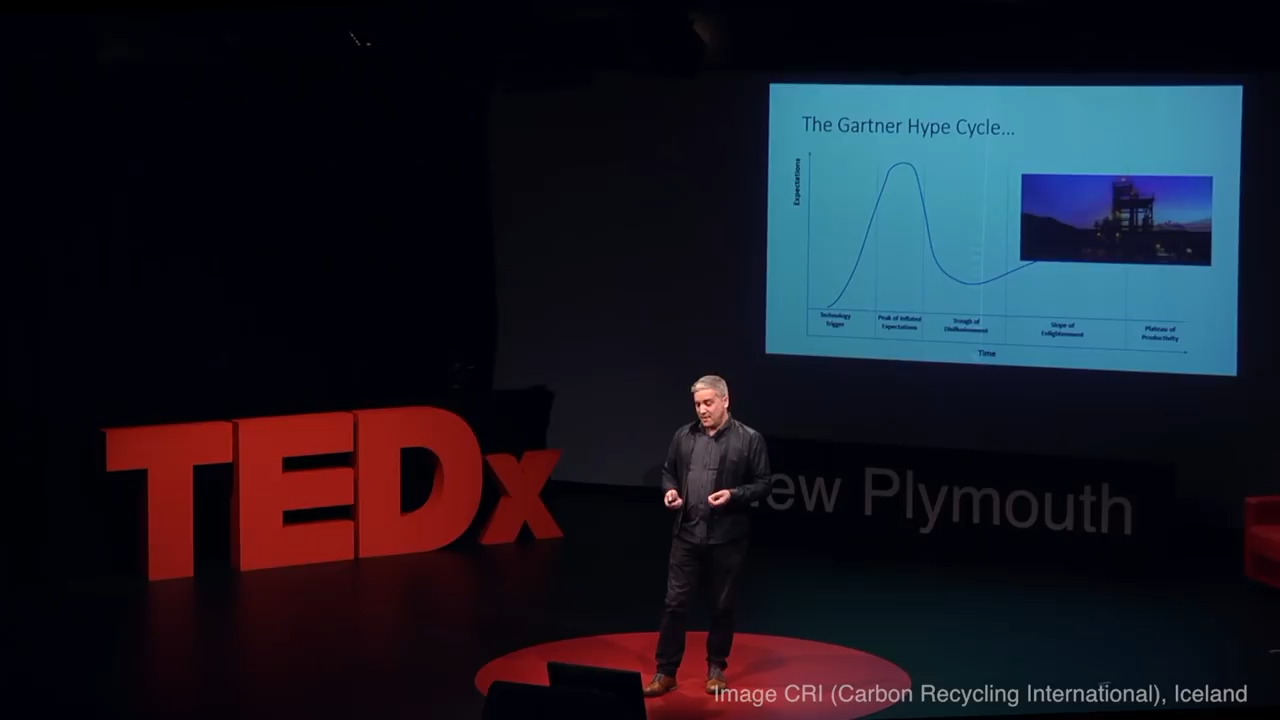 The Gartner Hype Cycle...
Expectations
Technology
Trigger
Peak of Inflated
Expectations
Trough of
Disillusionment
Slope of
Enlightenment
Plateau of
Productivity
Time
TEDx
ew Plymouth
Image CRI (Carbon Recycling International), Iceland